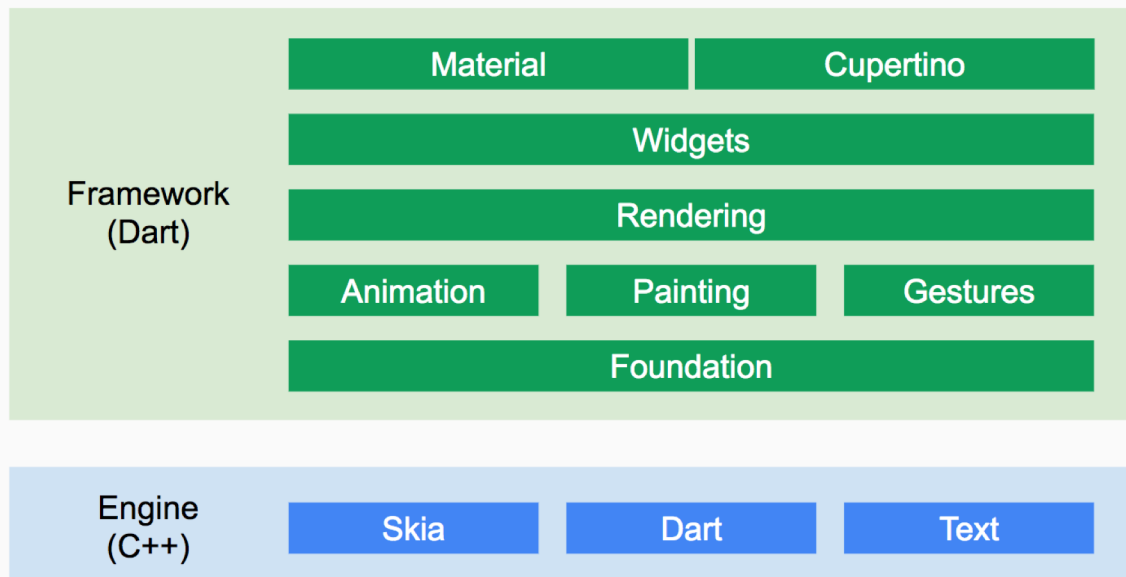 Framework
(Dart)
Material
Cupertino
Widgets
Rendering
Animation
Painting
Gestures
Foundation
Engine
(C++)
Skia
Dart
Text